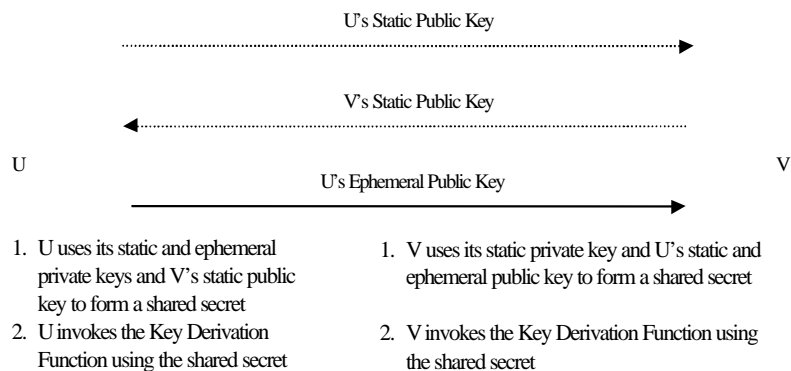 U's Static Public Key
V's Static Public Key
U
V
U's Ephemeral Public Key
1. U uses its static and ephemeral
private keys and V's static public
key to form a shared secret
2. U invokes the Key Derivation
Function using the shared secret
1. V uses its static private key and U's static and
ephemeral public key to form a shared secret
2. V invokes the Key Derivation Function using
the shared secret